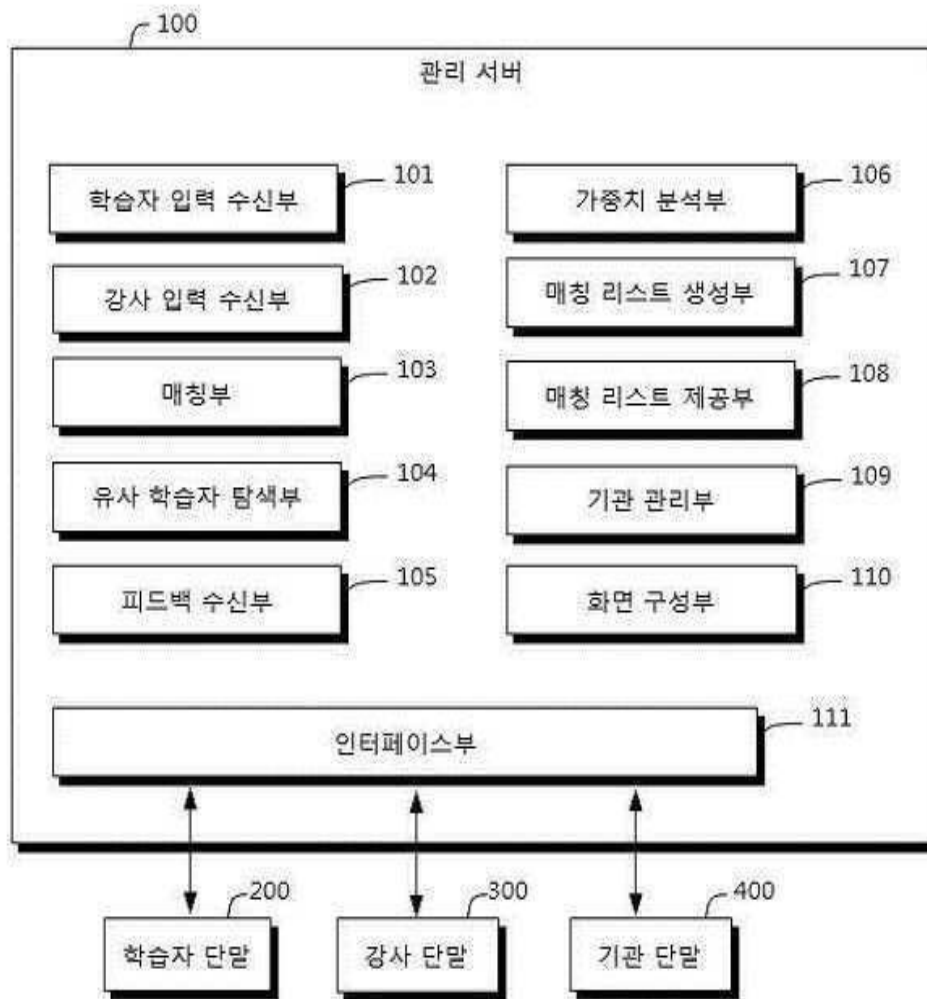 100
관리 서버
학습자 입력 수신부
101
강사 입력 수신부
102
매칭부
103
유사 학습자 탐색부
104
피드백 수신부
105
가중치 분석부
106
매칭 리스트 생성부
107
매칭 리스트 제공부
108
기관 관리부
109
화면 구성부
110
인터페이스부
111
200
학습자 단말
300
강사 단말
400
기관 단말